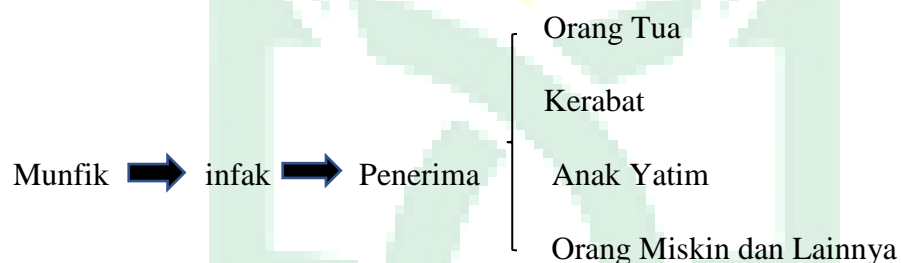 Orang Tua
Kerabat
Munfik infak Penerima Anak Yatim
Orang Miskin dan Lainnya